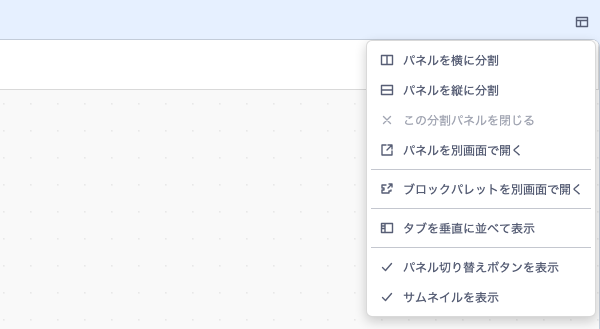 パネルを横に分割
パネルを縦に分割
この分割パネルを閉じる
パネルを別画面で開く
ブロックパレットを別画面で開く
タブを垂直に並べて表示
パネル切り替えボタンを表示
サムネイルを表示